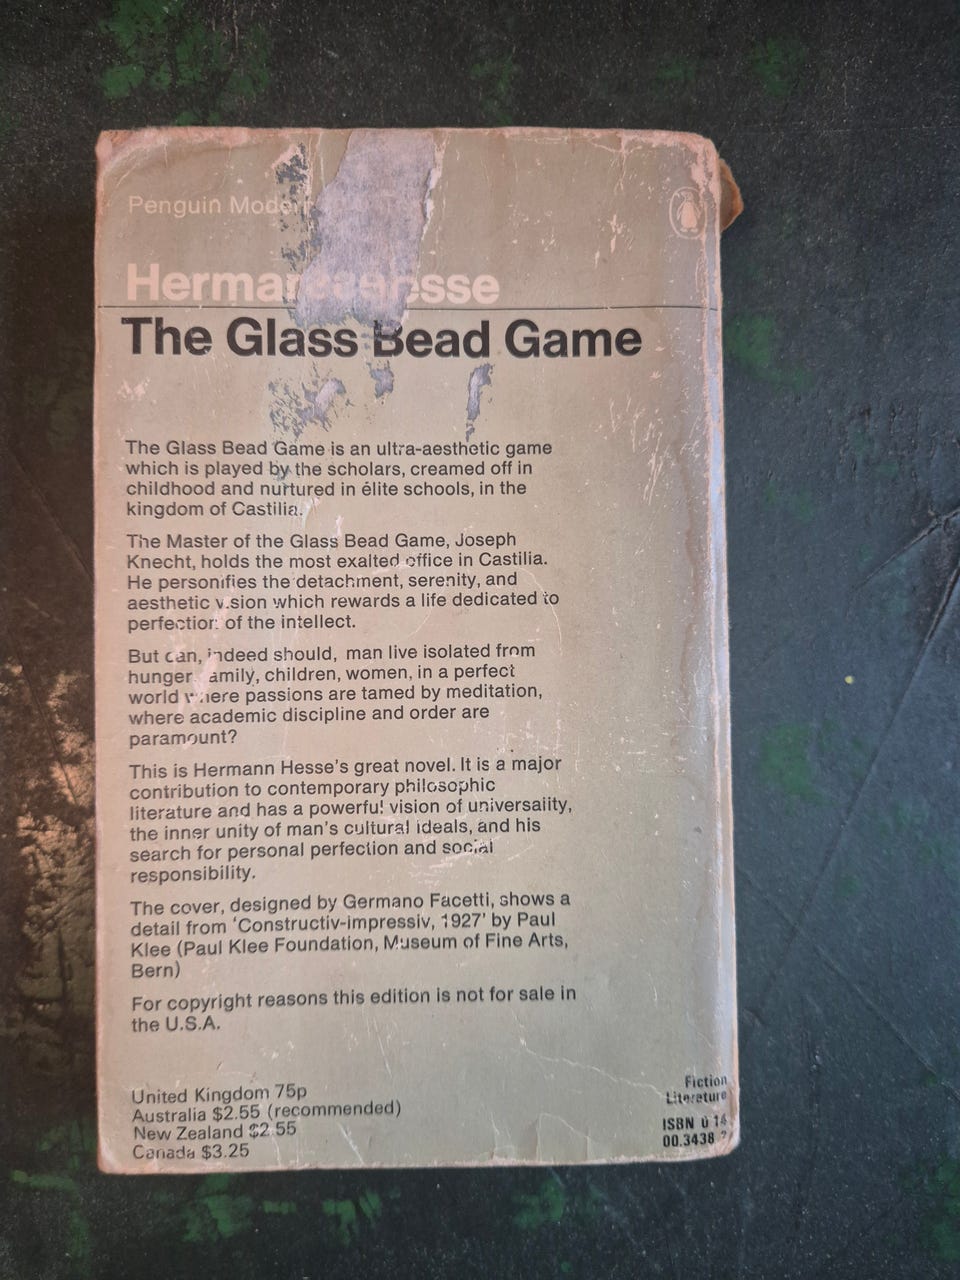 Penguin Modern
Hermann Hesse
The Glass Bead Game
The Glass Bead Game is an ultra-aesthetic game
which is played by the scholars, creamed off in
childhood and nurtured in élite schools, in the
kingdom of Castilia.
The Master of the Glass Bead Game, Joseph
Knecht, holds the most exalted office in Castilia.
He personifies the detachment, serenity, and
aesthetic vision which rewards a life dedicated to
perfection of the intellect.
But can, indeed should, man live isolated from
hunger, family, children, women, in a perfect
world where passions are tamed by meditation,
where academic discipline and order are
paramount?
This is Hermann Hesse's great novel. It is a major
contribution to contemporary philosophic
literature and has a powerful vision of universality,
the inner unity of man's cultural ideals, and his
search for personal perfection and social
responsibility.
The cover, designed by Germano Facetti, shows a
detail from 'Constructiv-impressiv, 1927' by Paul
Klee (Paul Klee Foundation, Museum of Fine Arts,
Bern)
For copyright reasons this edition is not for sale in
the U.S.A.
United Kingdom 75p
Australia $2.55 (recommended)
New Zealand $2.55
Canada $3.25
Fiction
Literature
ISBN 0 14
00.3438